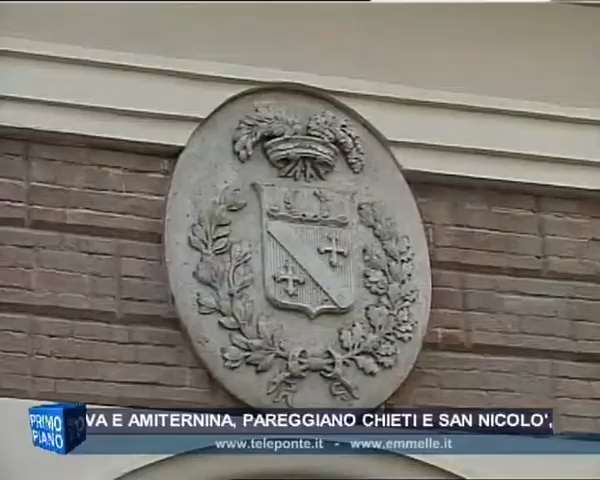 PRIMO
PIANO
VA E AMITERNINA, PAREGGIANO CHIETI E SAN NICOLO',
www.teleponte.it - www.emmelle.it